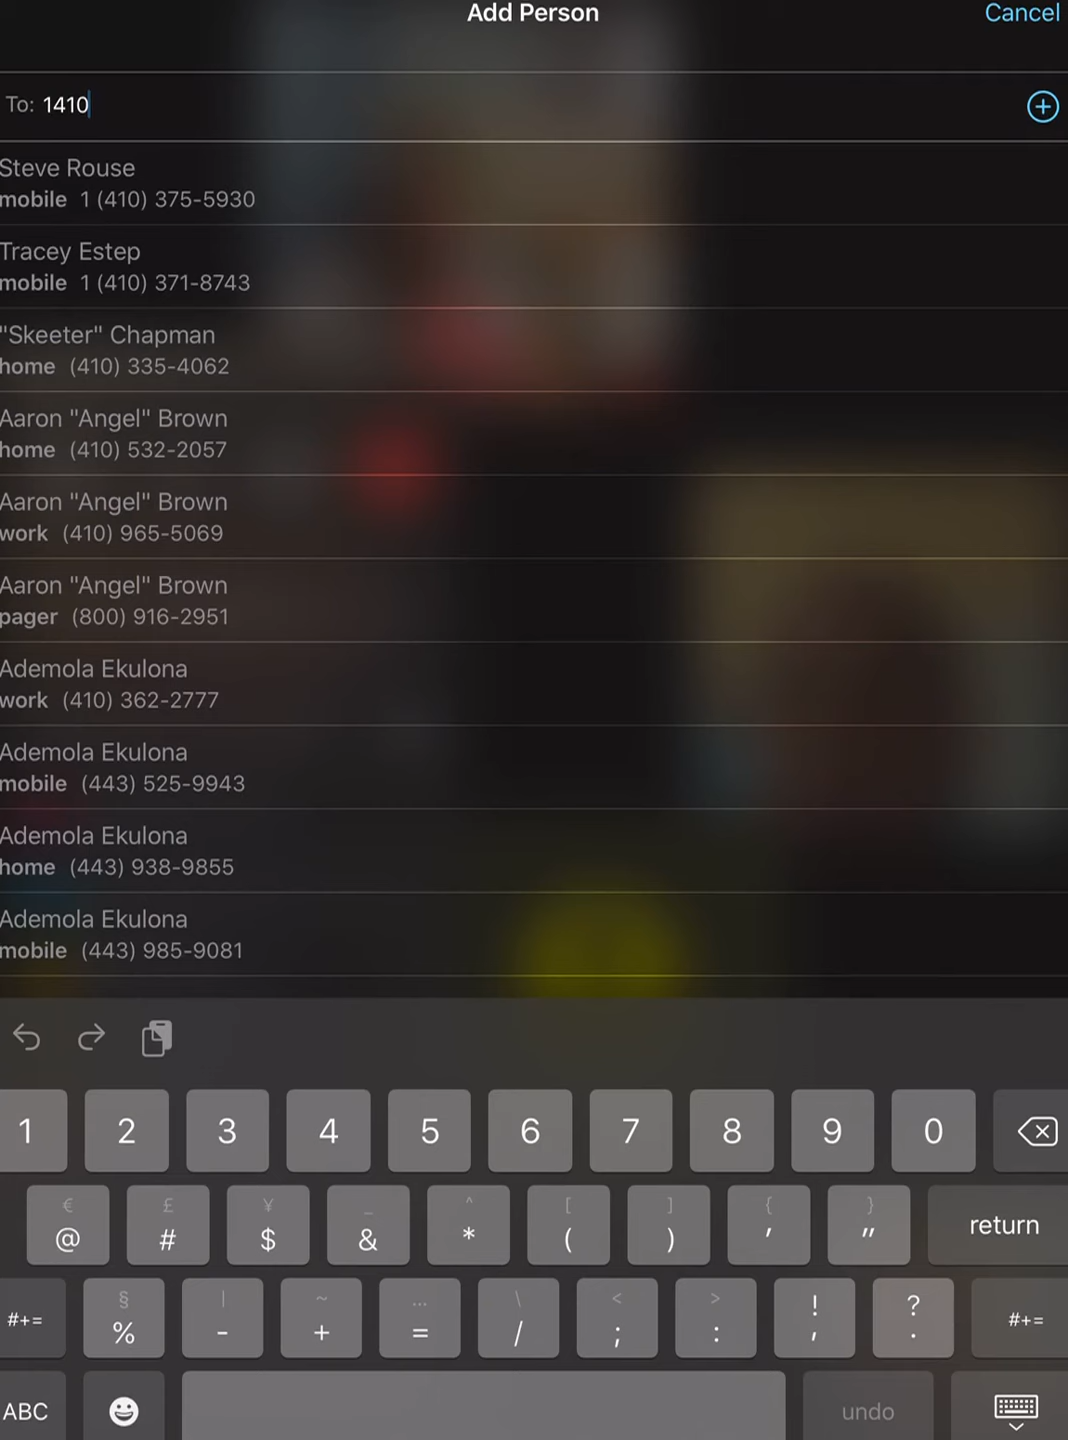 Add Person
Cancel
To: 1410
Steve Rouse
mobile 1 (410) 375-5930
Tracey Estep
mobile 1 (410) 371-8743
"Skeeter" Chapman
home (410) 335-4062
Aaron "Angel" Brown
home (410) 532-2057
Aaron "Angel" Brown
work (410) 965-5069
Aaron "Angel" Brown
pager (800) 916-2951
Ademola Ekulona
work (410) 362-2777
Ademola Ekulona
mobile (443) 525-9943
Ademola Ekulona
home (443) 938-9855
Ademola Ekulona
mobile (443) 985-9081
1 2 3 4 5 6 7 8 9 0
€ £ ¥ _ ^ [ ] { }
@ # $ & * ( ) ' " return
§ | ~ … \ < > ! ?
#+= % - + = / ; : , . #+=
ABC undo